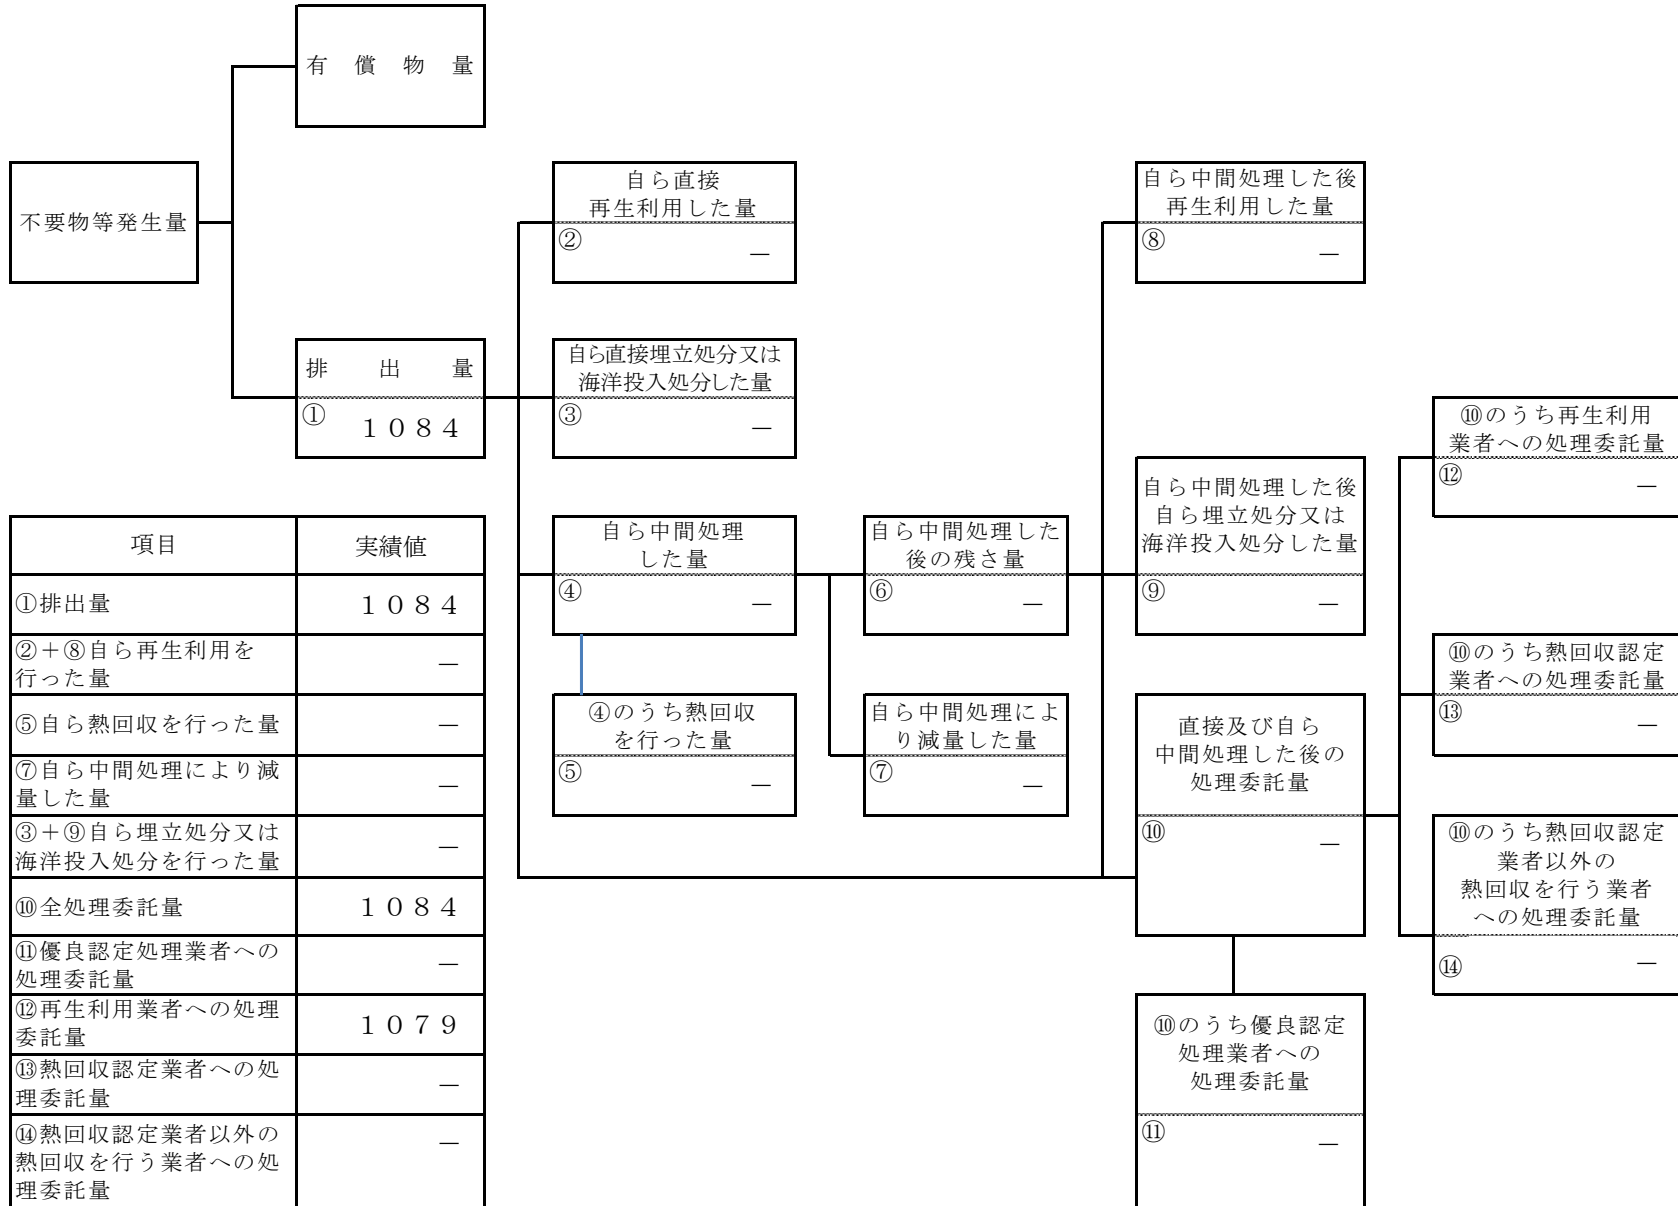 有償物量
不要物等発生量
自ら直接
再生利用した量
②
－
自ら中間処理した後
再生利用した量
⑧
－
排出量
① １０８４
自ら直接埋立処分又は
海洋投入処分した量
③
－
⑩のうち再生利用
業者への処理委託量
⑫
－
自ら中間処理
した量
④
－
自ら中間処理した
後の残さ量
⑥
－
自ら中間処理した後
自ら埋立処分又は
海洋投入処分した量
⑨
－
④のうち熱回収
を行った量
⑤
－
自ら中間処理によ
り減量した量
⑦
－
直接及び自ら
中間処理した後の
処理委託量
⑩
－
⑩のうち熱回収認定
業者への処理委託量
⑬
－
⑩のうち熱回収認定
業者以外の
熱回収を行う業者
への処理委託量
⑭
－
⑩のうち優良認定
処理業者への
処理委託量
⑪
－
項目 実績値
①排出量 １０８４
②＋⑧自ら再生利用を
行った量 －
⑤自ら熱回収を行った量 －
⑦自ら中間処理により減
量した量 －
③＋⑨自ら埋立処分又は
海洋投入処分を行った量 －
⑩全処理委託量 １０８４
⑪優良認定処理業者への
処理委託量 －
⑫再生利用業者への処理
委託量 １０７９
⑬熱回収認定業者への処
理委託量 －
⑭熱回収認定業者以外の
熱回収を行う業者への処
理委託量 －